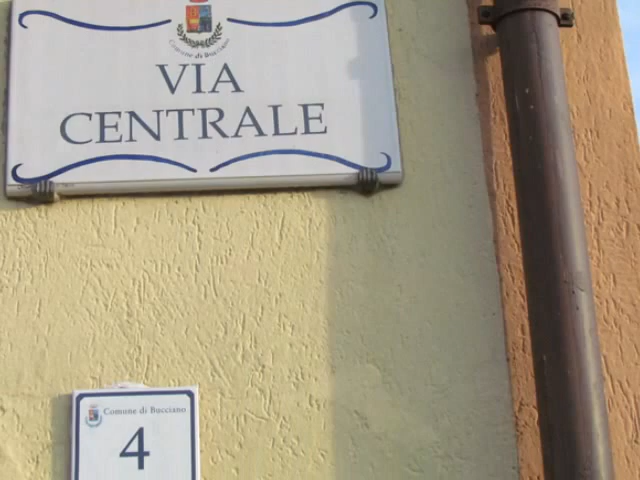 Comune di Bucciano
VIA
CENTRALE
Comune di Bucciano
4